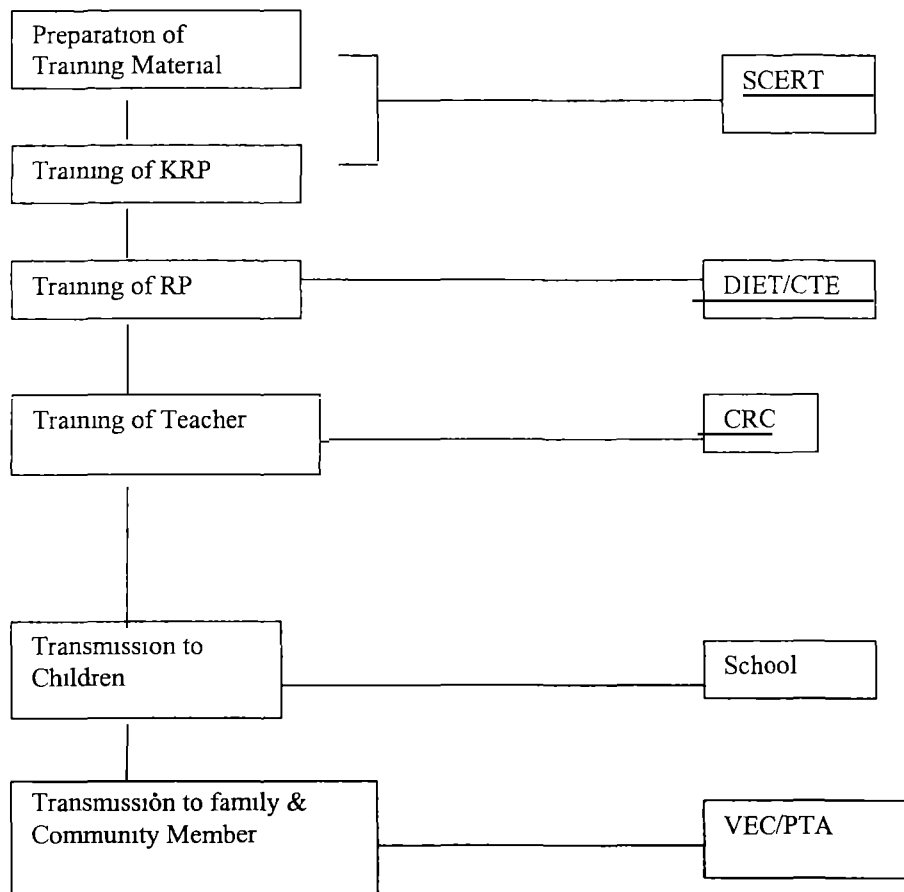 Preparation of
Training Material
SCERT
Training of KRP
Training of RP
DIET/CTE
Training of Teacher
CRC
Transmission to
Children
School
Transmission to family &
Community Member
VEC/PTA